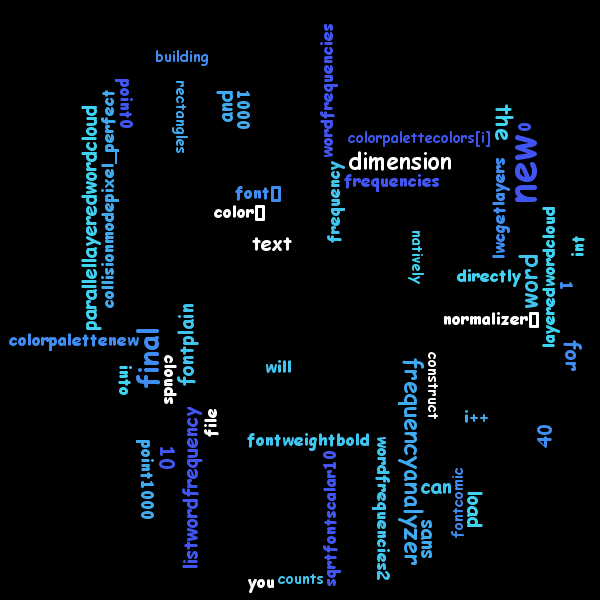 building
rectangles
and
1000
wordfrequencies
point0
collisionmodepixel_perfect
parallellayeredwordcloud
the
new
0
colorpalettecolors[i]
dimension
frequencies
frequency
lwcgetlayers
font[]
color[]
text
natively
layeredwordcloud
int
directly
word
1
normalizer[]
for
colorpalettenew
final
fontplain
into
clouds
will
construct
frequencyanalyzer
file
listwordfrequency
i++
40
fontweightbold
wordfrequencies2
10
point1000
sqrtfontscalar10
can
load
fontcomic
sans
you
counts